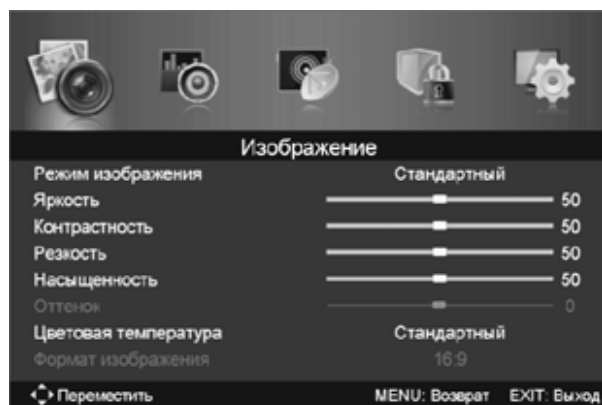 Изображение
Режим изображения Стандартный
Яркость 50
Контрастность 50
Резкость 50
Насыщенность 50
Оттенок 0
Цветовая температура Стандартный
Формат изображения 16:9
Переместить MENU: Возврат EXIT: Выход